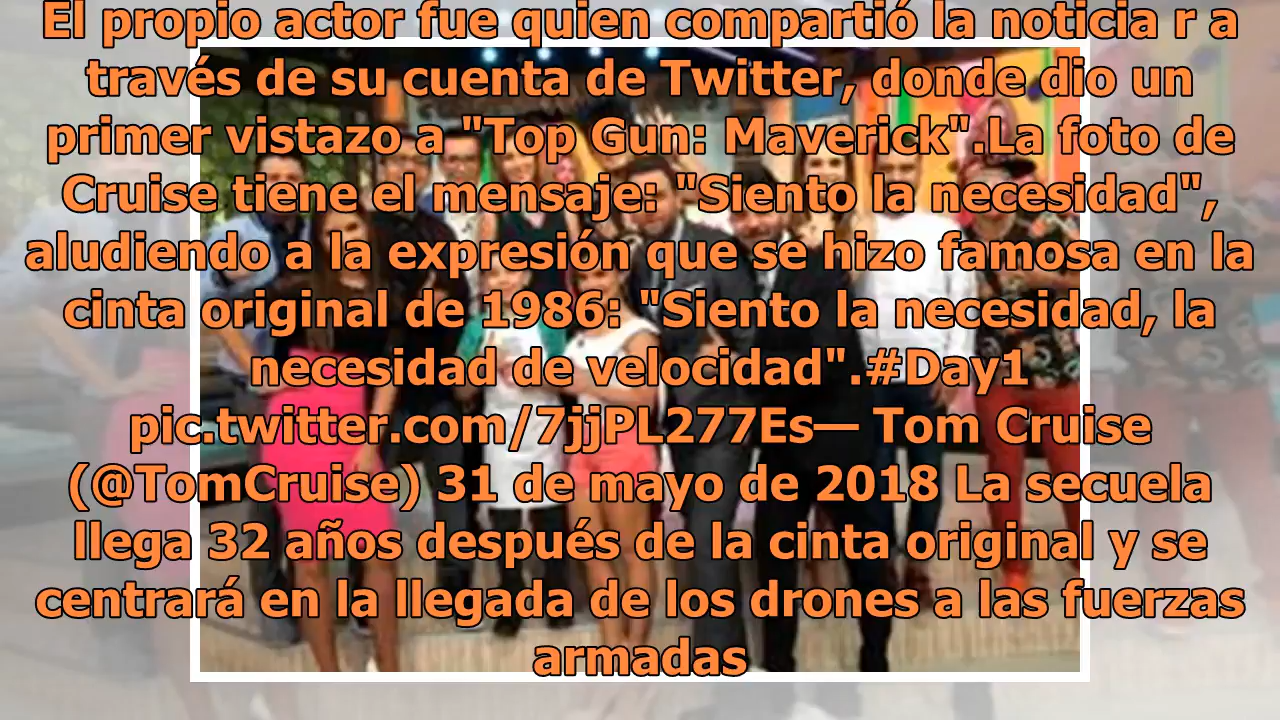 El propio actor fue quien compartió la noticia r a
través de su cuenta de Twitter, donde dio un
primer vistazo a "Top Gun: Maverick".La foto de
Cruise tiene el mensaje: "Siento la necesidad",
aludiendo a la expresión que se hizo famosa en la
cinta original de 1986: "Siento la necesidad, la
necesidad de velocidad".#Day1
pic.twitter.com/7jjPL277Es— Tom Cruise
(@TomCruise) 31 de mayo de 2018 La secuela
llega 32 años después de la cinta original y se
centrará en la llegada de los drones a las fuerzas
armadas